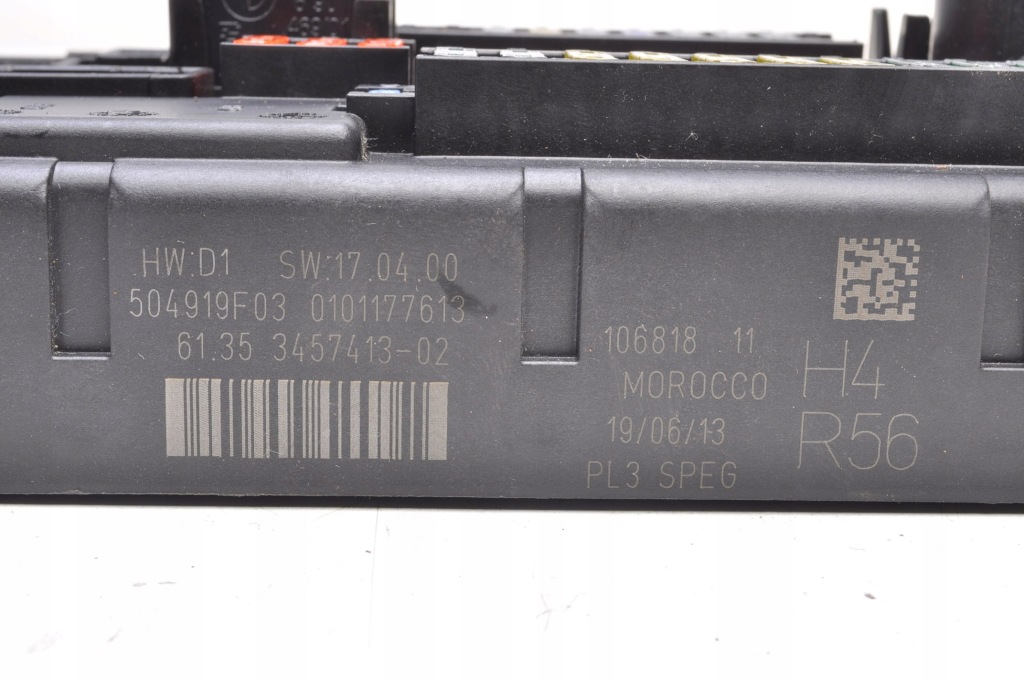 HW:D1 SW:17.04.00
504919F03 0101177613
61.35 3457413-02
106818 11
MOROCCO
19/06/13
PL3 SPEG
H4
R56